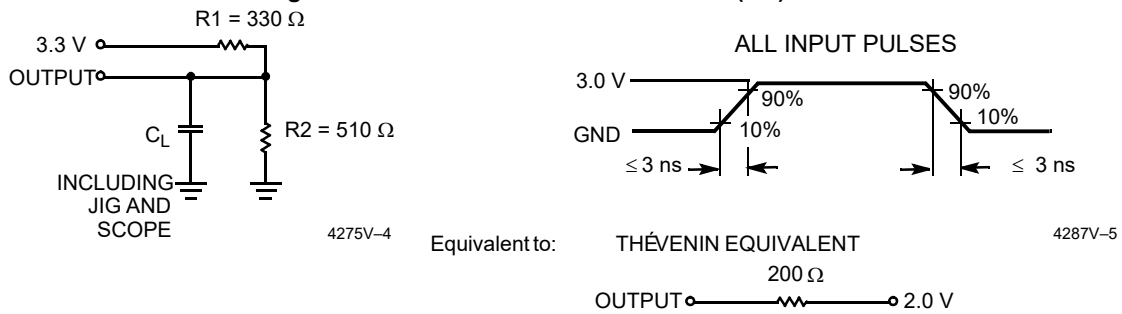 R1 = 330 Ω
3.3 V
OUTPUT
C_L
R2 = 510 Ω
INCLUDING
JIG AND
SCOPE
4275V–4
ALL INPUT PULSES
3.0 V
90%
90%
10%
10%
GND
≤ 3 ns
≤ 3 ns
4287V–5
Equivalent to:
THÉVENIN EQUIVALENT
200 Ω
OUTPUT
2.0 V